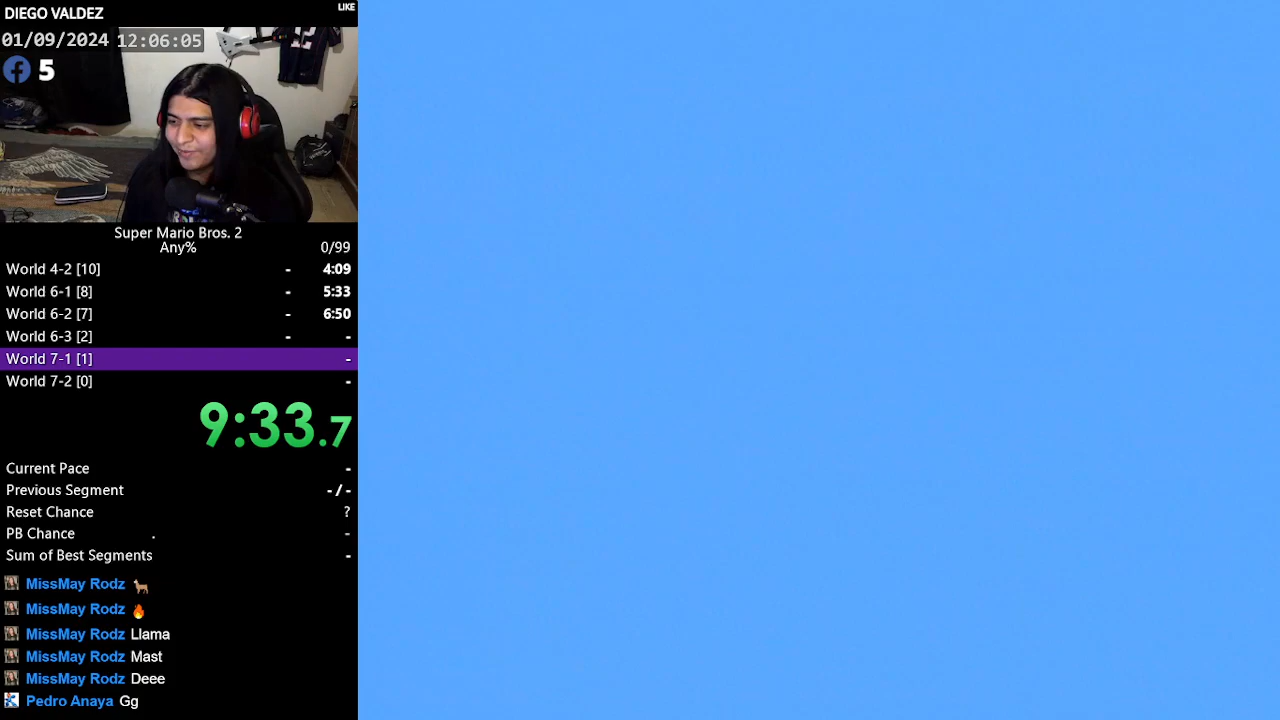 DIEGO VALDEZ
LIKE
01/09/2024 12:06:05
5
12
Super Mario Bros. 2
Any% 0/99
World 4-2 [10] - 4:09
World 6-1 [8] - 5:33
World 6-2 [7] - 6:50
World 6-3 [2] - -
World 7-1 [1] -
World 7-2 [0] -
9:33.7
Current Pace -
Previous Segment - / -
Reset Chance ?
PB Chance . -
Sum of Best Segments -
MissMay Rodz 🐕
MissMay Rodz 🔥
MissMay Rodz Llama
MissMay Rodz Mast
MissMay Rodz Deee
Pedro Anaya Gg